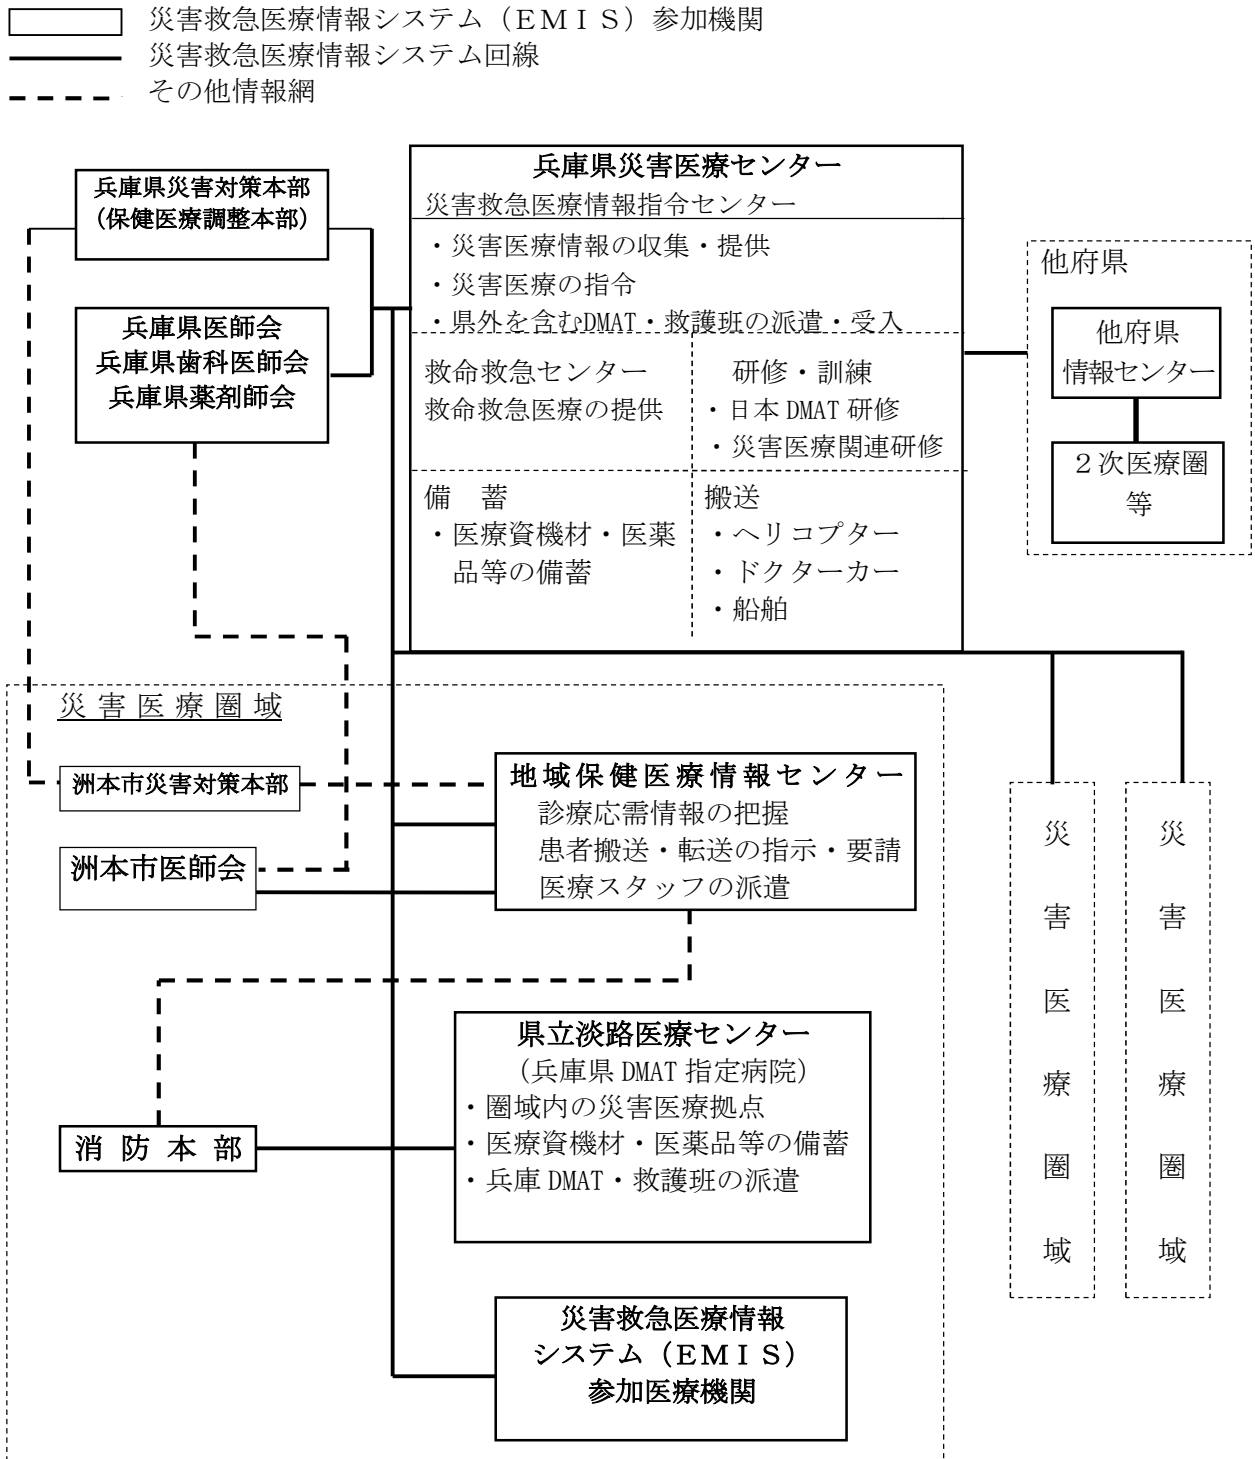 災害救急医療情報システム（ＥＭＩＳ）参加機関
災害救急医療情報システム回線
その他情報網
兵庫県災害対策本部
（保健医療調整本部）
兵庫県医師会
兵庫県歯科医師会
兵庫県薬剤師会
兵庫県災害医療センター
災害救急医療情報指令センター
・災害医療情報の収集・提供
・災害医療の指令
・県外を含むDMAT・救護班の派遣・受入
救命救急センター
救命救急医療の提供
研修・訓練
・日本 DMAT 研修
・災害医療関連研修
備　蓄
・医療資機材・医薬
品等の備蓄
搬送
・ヘリコプター
・ドクターカー
・船舶
他府県
他府県
情報センター
２次医療圏
等
災害医療圏域
洲本市災害対策本部
洲本市医師会
地域保健医療情報センター
診療応需情報の把握
患者搬送・転送の指示・要請
医療スタッフの派遣
県立淡路医療センター
（兵庫県 DMAT 指定病院）
・圏域内の災害医療拠点
・医療資機材・医薬品等の備蓄
・兵庫 DMAT・救護班の派遣
消防本部
災害救急医療情報
システム（ＥＭＩＳ）
参加医療機関
災害医療圏域
災害医療圏域